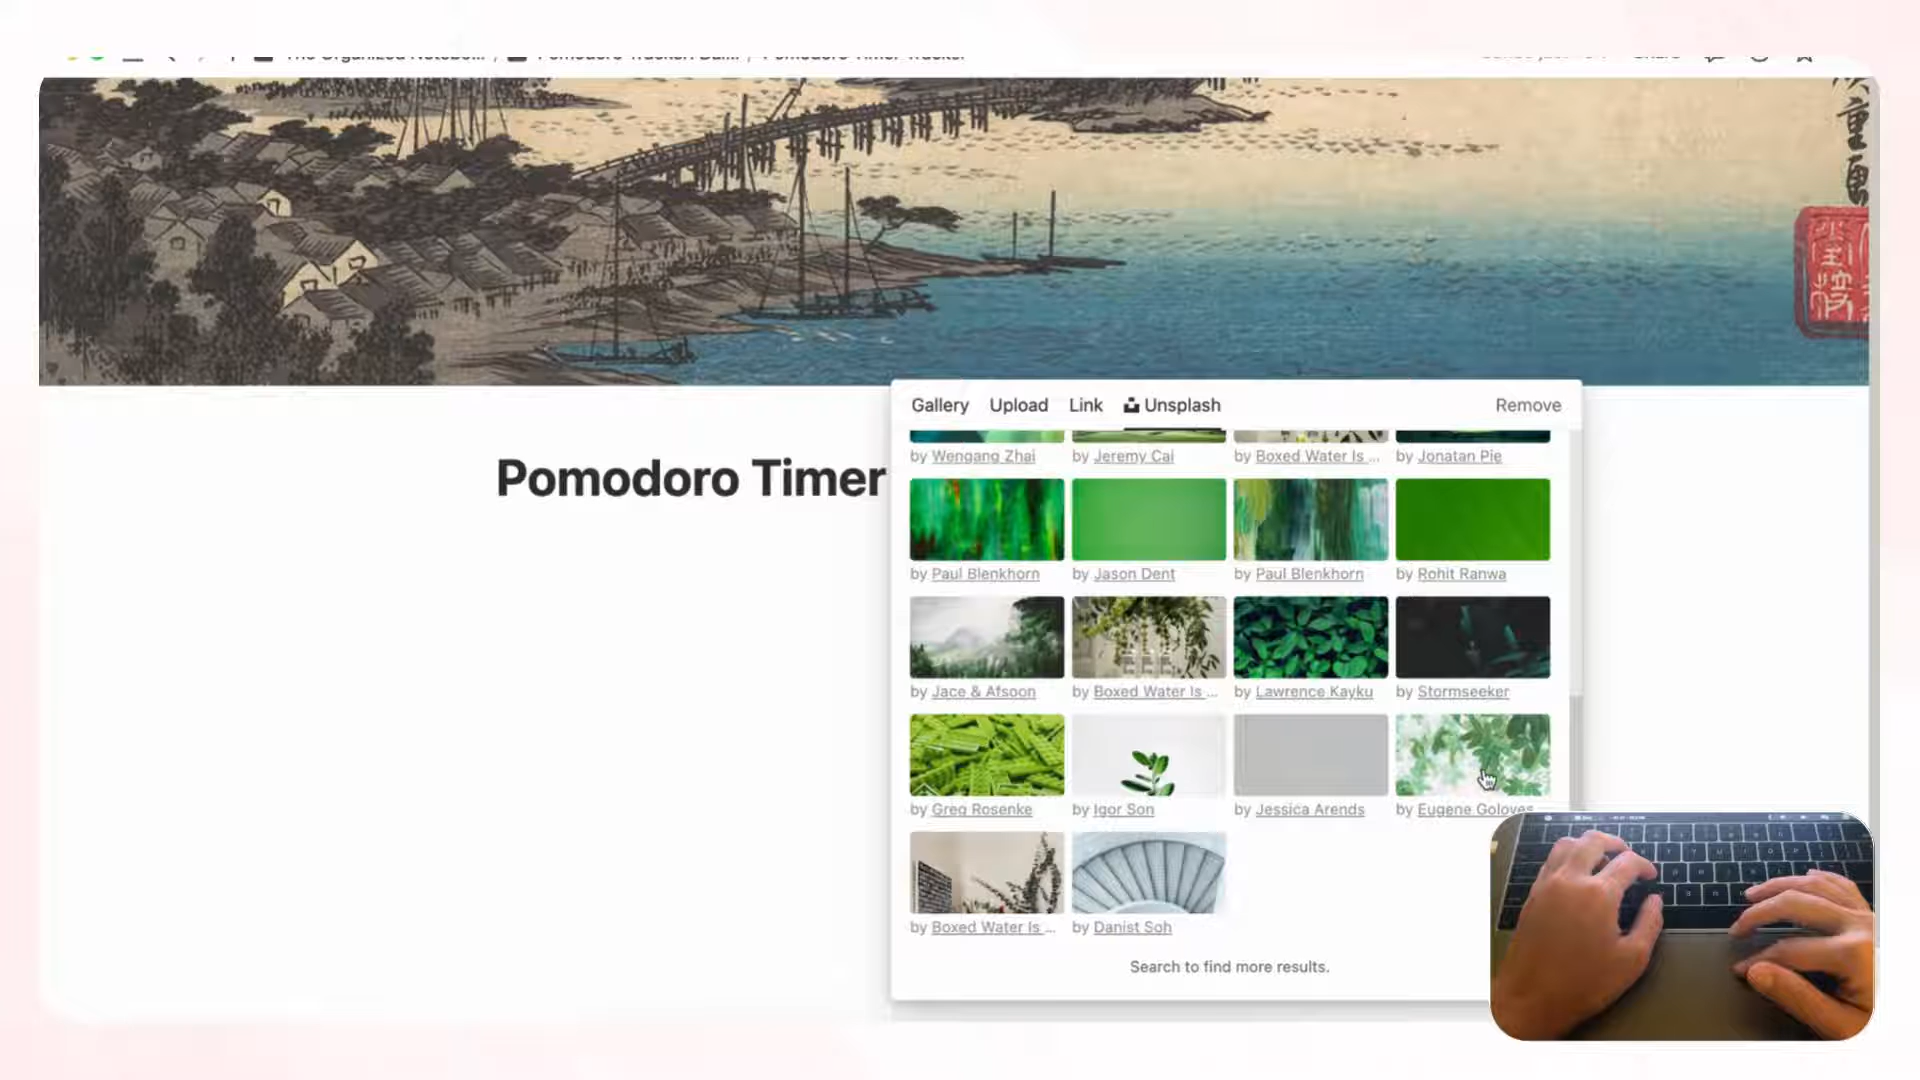 Pomodoro Timer
Gallery Upload Link Unsplash Remove
by Wengang Zhai by Jeremy Cai by Boxed Water Is ... by Jonatan Pie
by Paul Blenkhorn by Jason Dent by Paul Blenkhorn by Rohit Ranwa
by Jace & Afsoon by Boxed Water Is ... by Lawrence Kayku by Stormseeker
by Greg Rosenke by Igor Son by Jessica Arends by Eugene Goloves...
by Boxed Water Is ... by Danist Soh
Search to find more results.